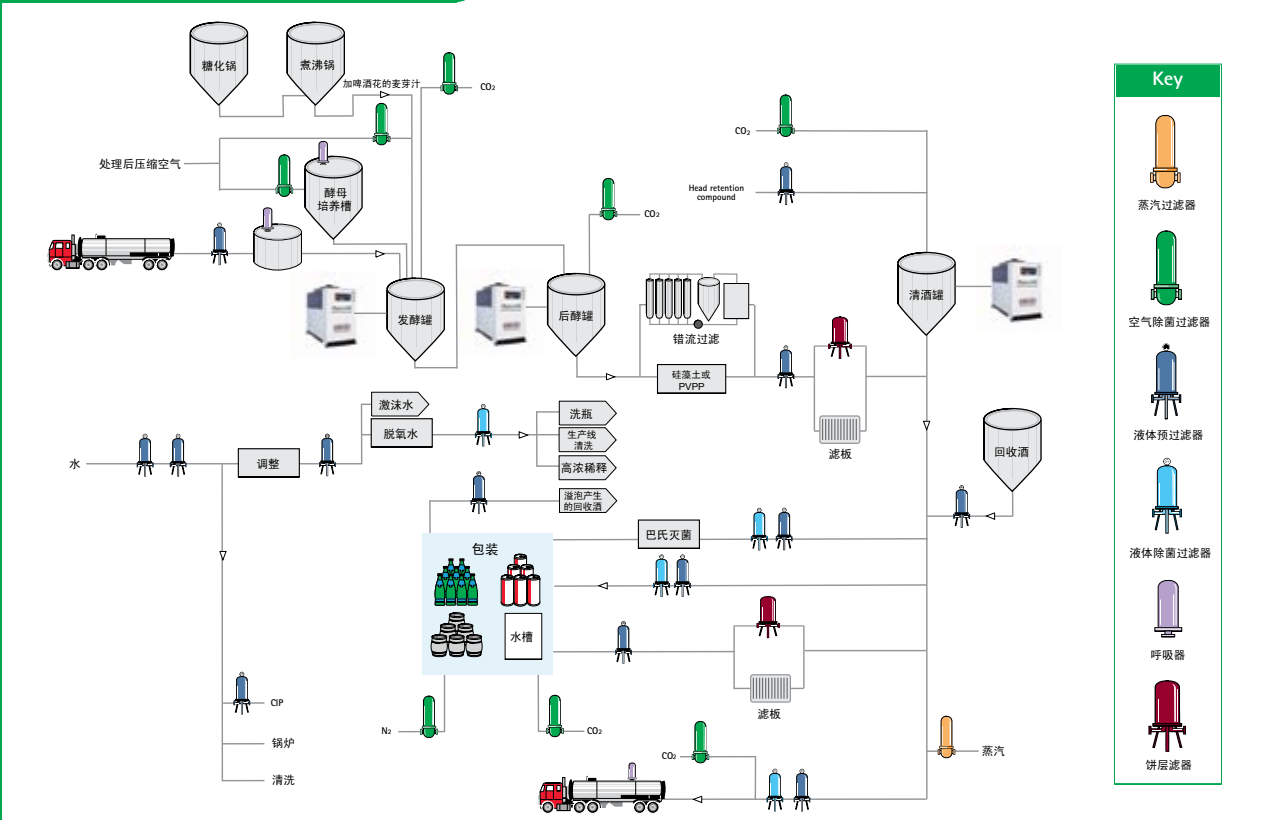 糖化锅
煮沸锅
加啤酒花的麦芽汁
CO₂
处理后压缩空气
酵母
培养槽
CO₂
CO₂
Head retention
compound
发酵罐
后酵罐
清酒罐
错流过滤
硅藻土或
PVPP
滤板
激沫水
脱氧水
洗瓶
生产线
清洗
高浓稀释
溢泡产生
的回收酒
水
调整
回收酒
包装
巴氏灭菌
水槽
滤板
CIP
锅炉
清洗
N₂
CO₂
CO₂
蒸汽
Key
蒸汽过滤器
空气除菌过滤器
液体预过滤器
液体除菌过滤器
呼吸器
饼层滤器